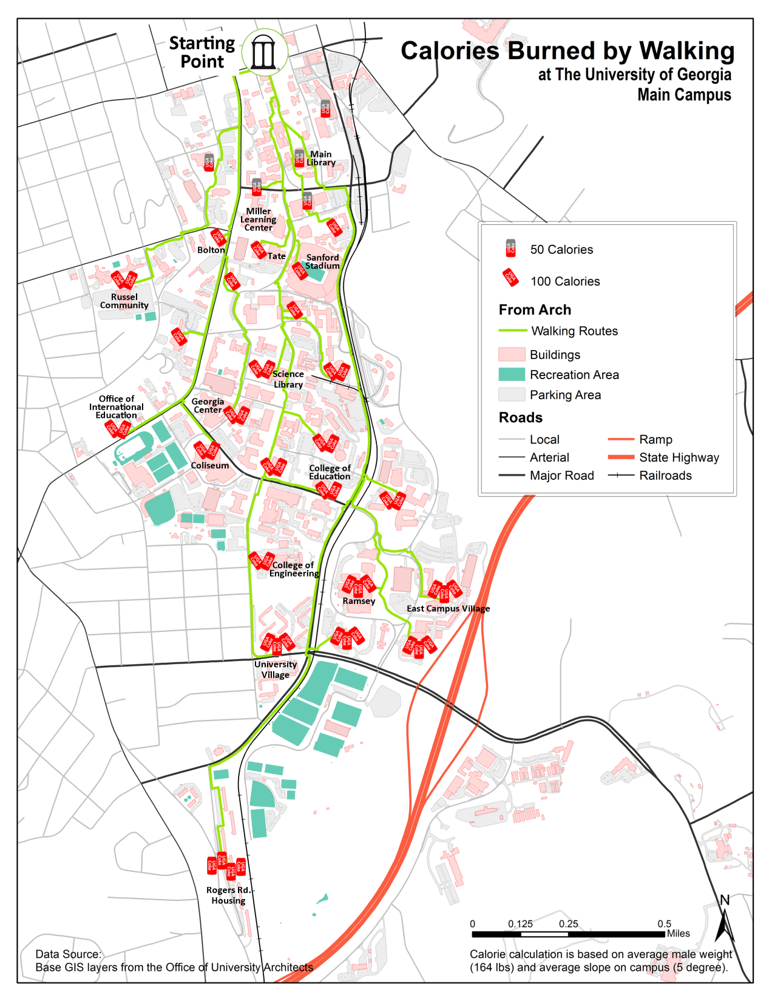 Starting
Point
Calories Burned by Walking
at The University of Georgia
Main Campus
Main
Library
Miller
Learning
Center
Bolton
Tate
Sanford
Stadium
Russel
Community
Science
Library
Office of
International
Education
Georgia
Center
Coliseum
College of
Education
College of
Engineering
Ramsey
East Campus Village
University
Village
Rogers Rd.
Housing
UGA
Coke
50 Calories
UGA
Coke
100 Calories
From Arch
Walking Routes
Buildings
Recreation Area
Parking Area
Roads
Local
Arterial
Major Road
Ramp
State Highway
Railroads
N
0 0.125 0.25 0.5
Miles
Data Source:
Base GIS layers from the Office of University Architects
Calorie calculation is based on average male weight
(164 lbs) and average slope on campus (5 degree).